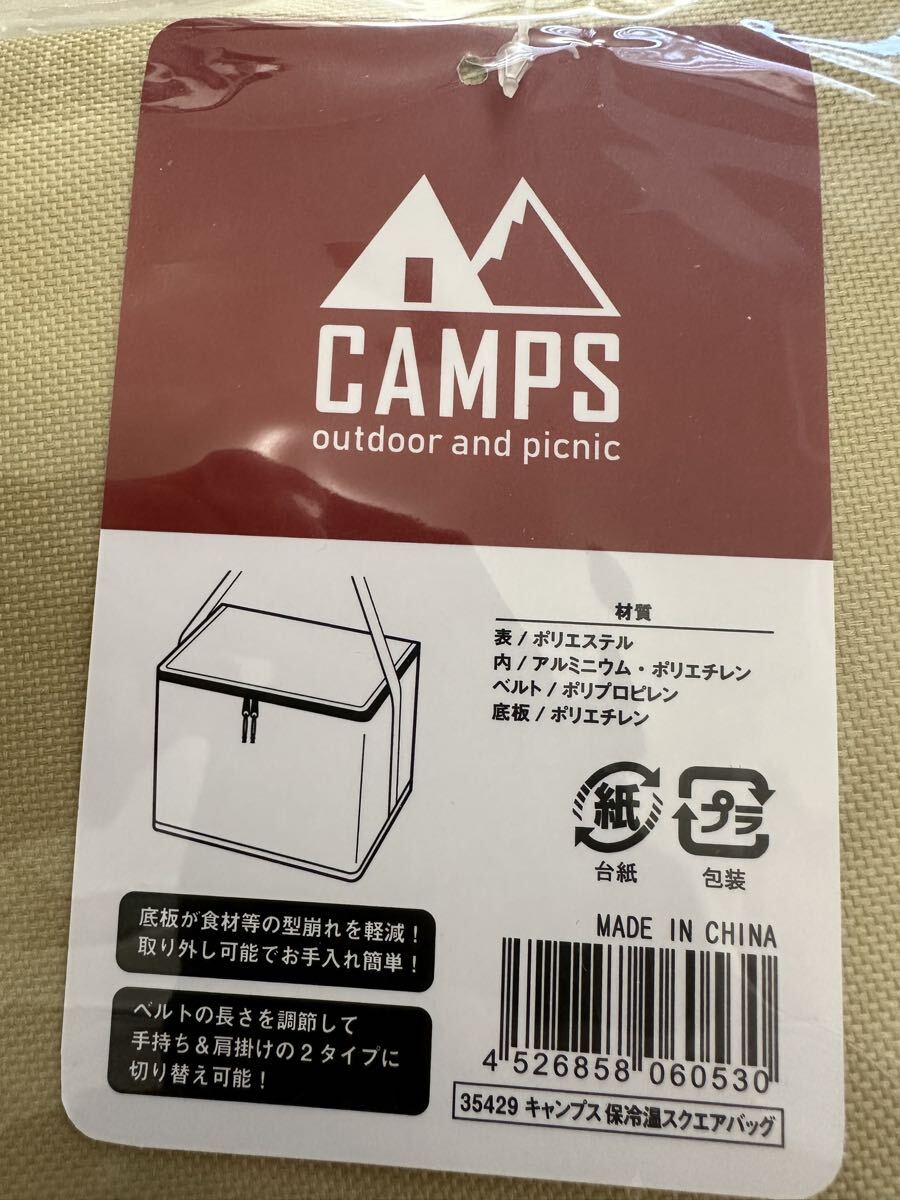 CAMPS
outdoor and picnic
材質
表 / ポリエステル
内 / アルミニウム・ポリエチレン
ベルト / ポリプロピレン
底板 / ポリエチレン
紙
台紙
プラ
包装
底板が食材等の型崩れを軽減！
取り外し可能でお手入れ簡単！
ベルトの長さを調節して
手持ち＆肩掛けの2タイプに
切り替え可能！
MADE IN CHINA
4 526858 060530
35429 キャンプス 保冷温スクエアバッグ